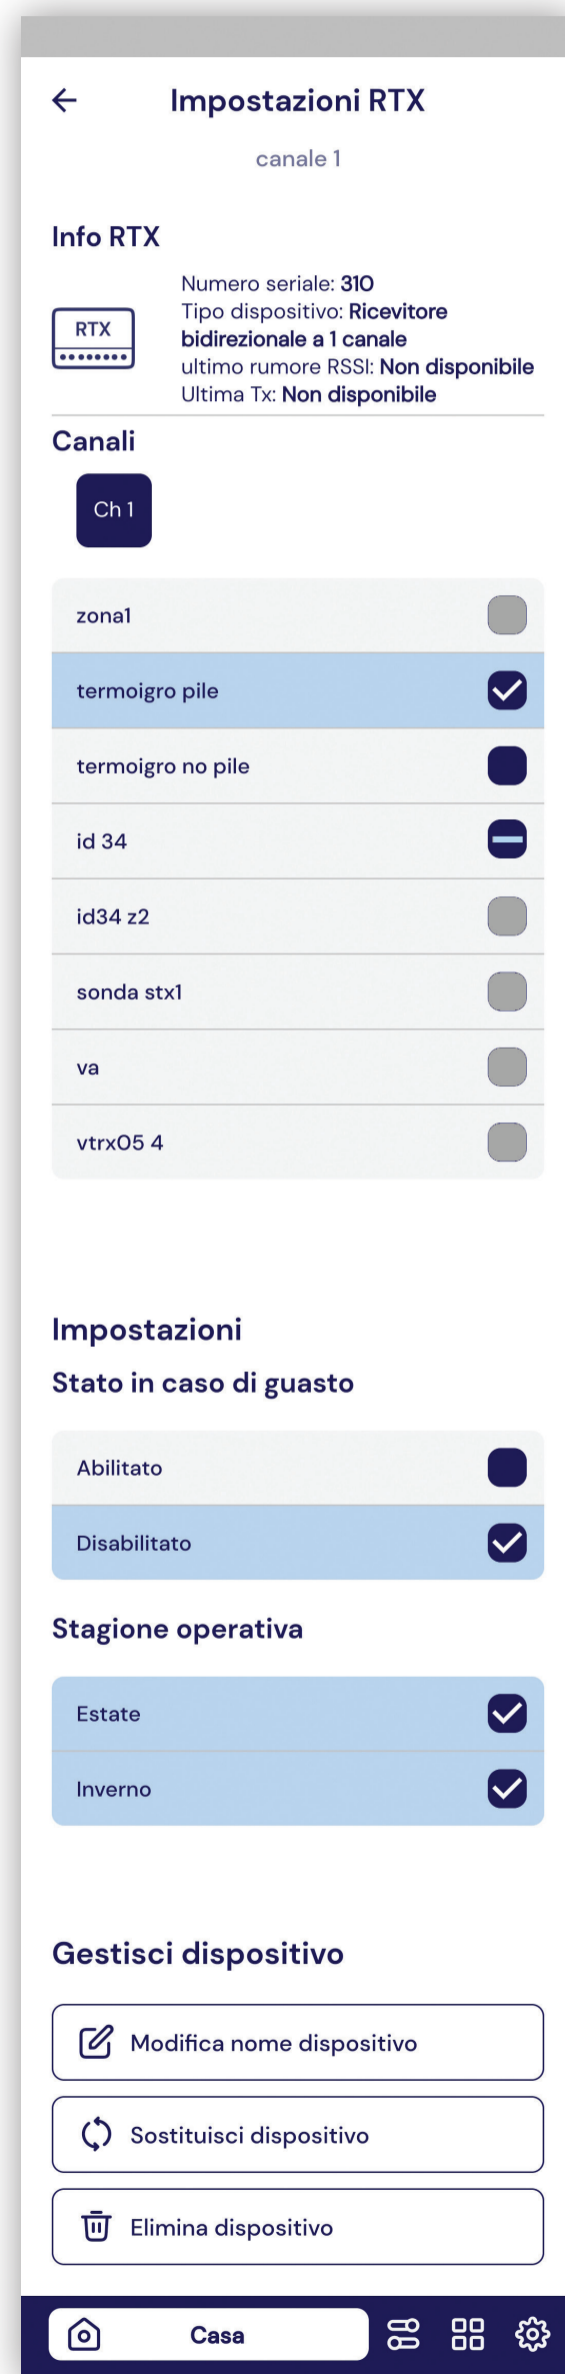 Impostazioni RTX
canale 1
Info RTX
RTX
Numero seriale: 310
Tipo dispositivo: Ricevitore
bidirezionale a 1 canale
ultimo rumore RSSI: Non disponibile
Ultima Tx: Non disponibile
Canali
Ch 1
zona1
termoigro pile
termoigro no pile
id 34
id34 z2
sonda stx1
va
vtrx05 4
Impostazioni
Stato in caso di guasto
Abilitato
Disabilitato
Stagione operativa
Estate
Inverno
Gestisci dispositivo
Modifica nome dispositivo
Sostituisci dispositivo
Elimina dispositivo
Casa